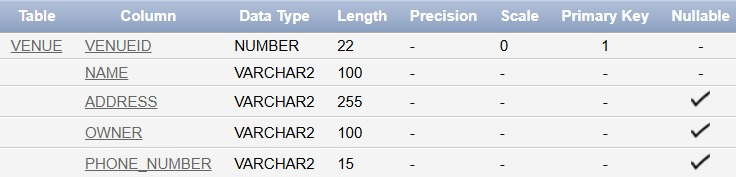 Table Column Data Type Length Precision Scale Primary Key Nullable
VENUE VENUEID NUMBER 22 - 0 1 -
NAME VARCHAR2 100 - - - -
ADDRESS VARCHAR2 255 - - - ✓
OWNER VARCHAR2 100 - - - ✓
PHONE_NUMBER VARCHAR2 15 - - - ✓